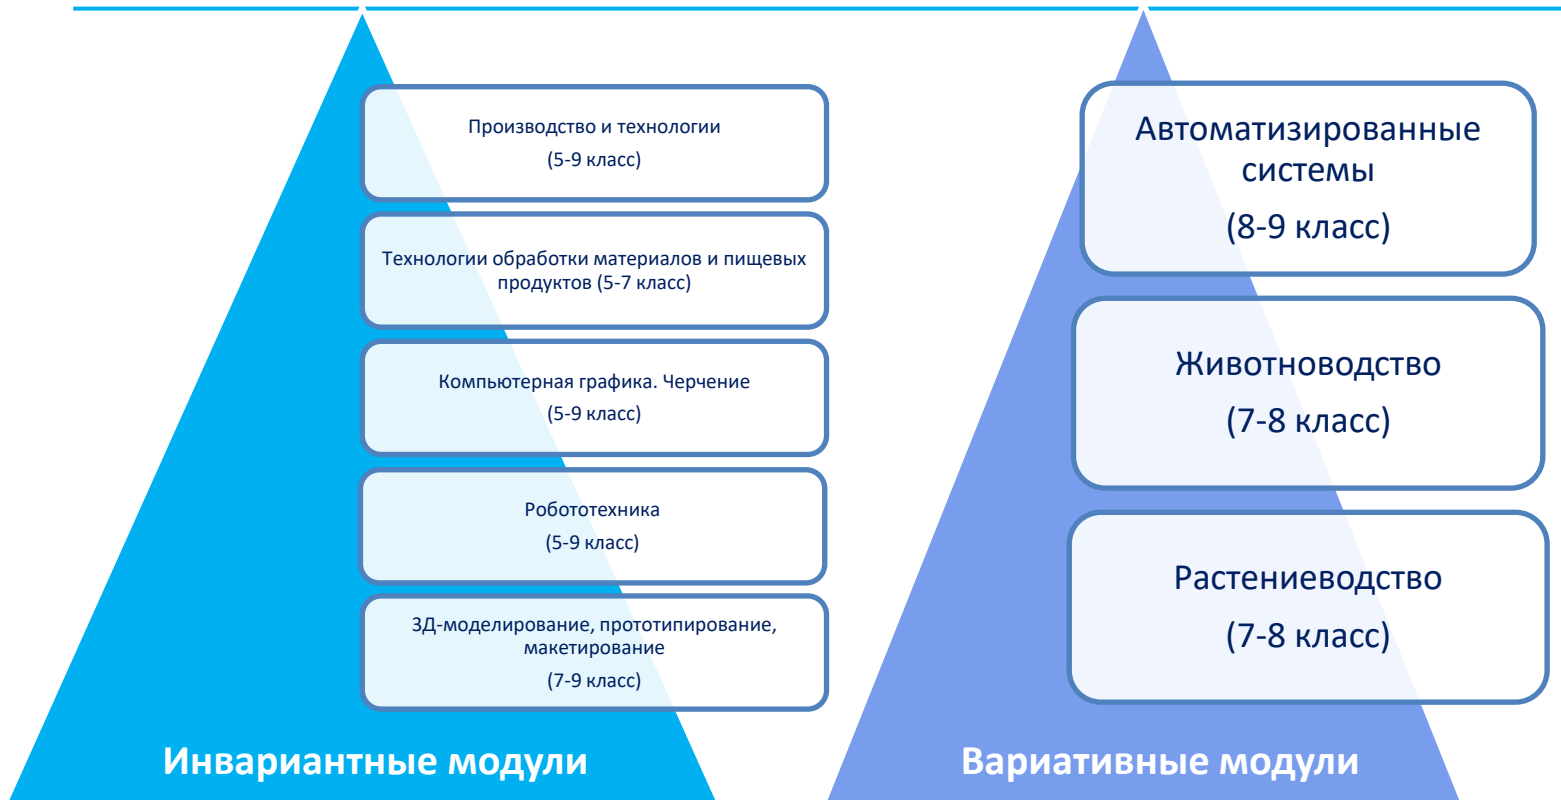 Производство и технологии
(5-9 класс)
Технологии обработки материалов и пищевых
продуктов (5-7 класс)
Компьютерная графика. Черчение
(5-9 класс)
Робототехника
(5-9 класс)
3Д-моделирование, прототипирование,
макетирование
(7-9 класс)
Инвариантные модули
Автоматизированные
системы
(8-9 класс)
Животноводство
(7-8 класс)
Растениеводство
(7-8 класс)
Вариативные модули